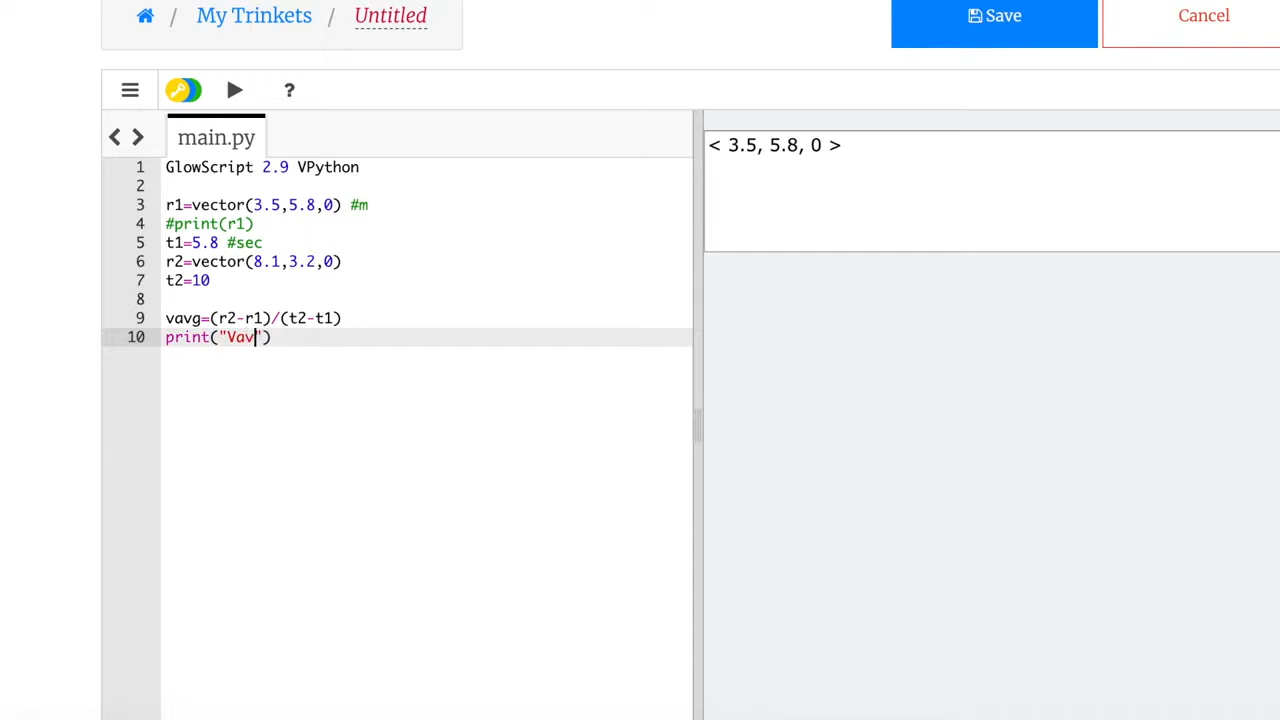 My Trinkets / Untitled
Save
Cancel
?
main.py
< 3.5, 5.8, 0 >
1 GlowScript 2.9 VPython
2
3 r1=vector(3.5,5.8,0) #m
4 #print(r1)
5 t1=5.8 #sec
6 r2=vector(8.1,3.2,0)
7 t2=10
8
9 vavg=(r2-r1)/(t2-t1)
10 print("Vav")